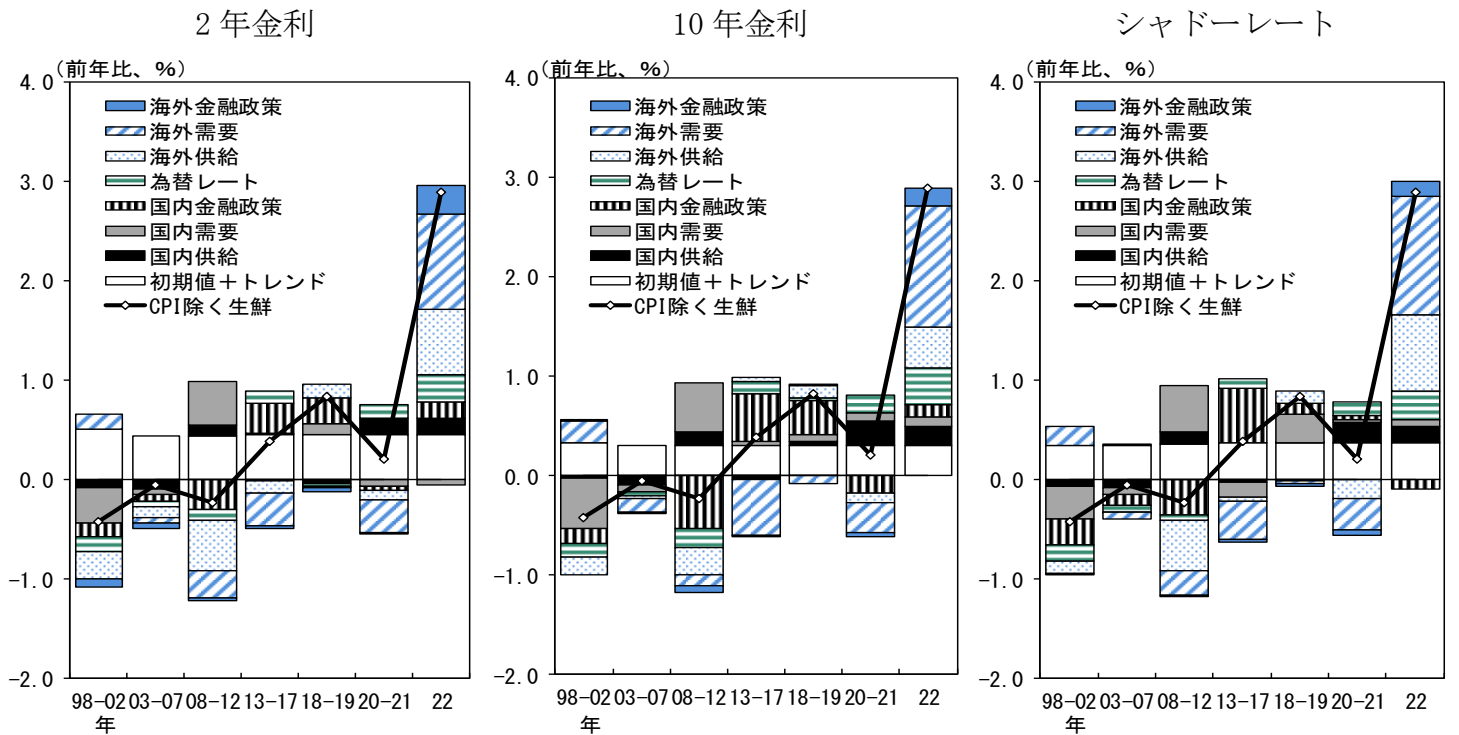 2 年金利
(前年比、%)
4.0
3.0
2.0
1.0
0.0
-1.0
-2.0
海外金融政策
海外需要
海外供給
為替レート
国内金融政策
国内需要
国内供給
初期値+トレンド
CPI除く生鮮
98-02 03-07 08-12 13-17 18-19 20-21 22
年
10 年金利
(前年比、%)
4.0
3.0
2.0
1.0
0.0
-1.0
-2.0
海外金融政策
海外需要
海外供給
為替レート
国内金融政策
国内需要
国内供給
初期値+トレンド
CPI除く生鮮
98-02 03-07 08-12 13-17 18-19 20-21 22
年
シャドーレート
(前年比、%)
4.0
3.0
2.0
1.0
0.0
-1.0
-2.0
海外金融政策
海外需要
海外供給
為替レート
国内金融政策
国内需要
国内供給
初期値+トレンド
CPI除く生鮮
98-02 03-07 08-12 13-17 18-19 20-21 22
年